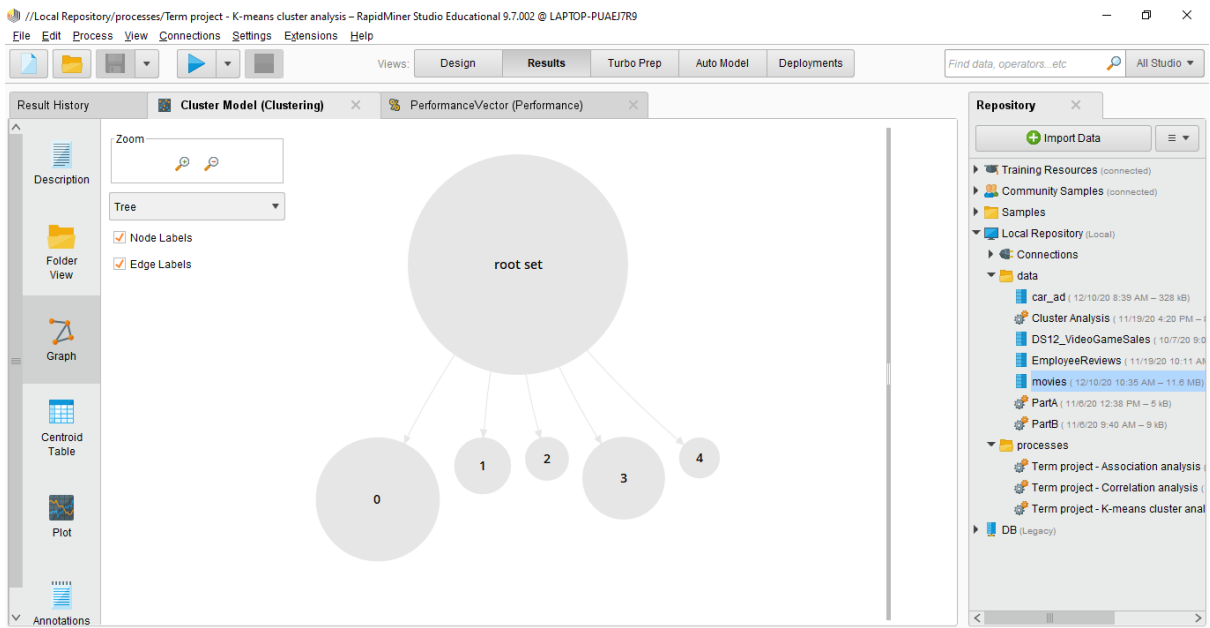 //Local Repository/processes/Term project - K-means cluster analysis – RapidMiner Studio Educational 9.7.002 @ LAPTOP-PUAEJ7R9
File Edit Process View Connections Settings Extensions Help
Views: Design Results Turbo Prep Auto Model Deployments
Find data, operators...etc
All Studio
Result History
Cluster Model (Clustering)
PerformanceVector (Performance)
Description
Folder
View
Graph
Centroid
Table
Plot
Annotations
Zoom
Tree
Node Labels
Edge Labels
root set
0
1
2
3
4
Repository
Import Data
Training Resources (connected)
Community Samples (connected)
Samples
Local Repository (Local)
Connections
data
car_ad ( 12/10/20 8:39 AM – 328 kB)
Cluster Analysis ( 11/19/20 4:20 PM –
DS12_VideoGameSales ( 10/7/20 9:0
EmployeeReviews ( 11/19/20 10:11 AM
movies ( 12/10/20 10:35 AM – 11.6 MB)
PartA ( 11/6/20 12:38 PM – 5 kB)
PartB ( 11/6/20 9:40 AM – 9 kB)
processes
Term project - Association analysis (
Term project - Correlation analysis (
Term project - K-means cluster anal
DB (Legacy)